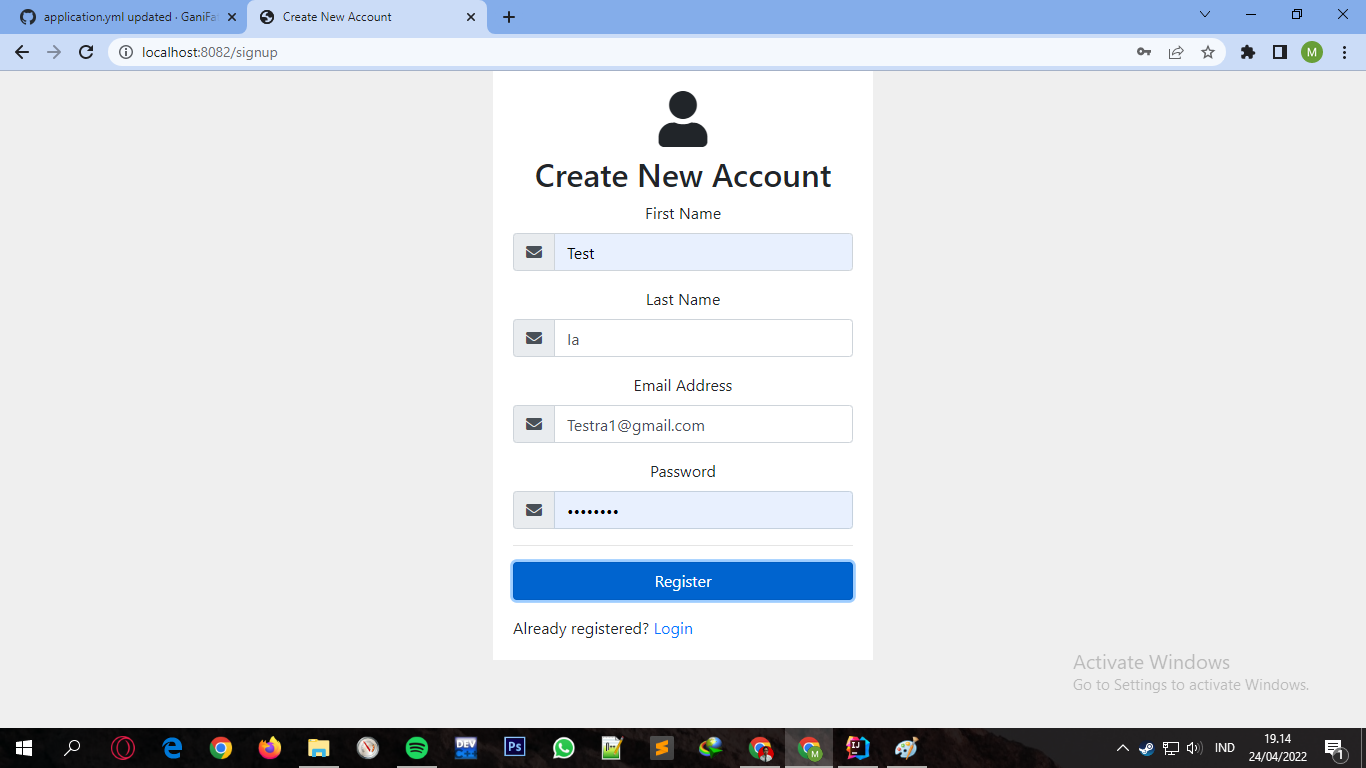 application.yml updated · GaniFa
Create New Account
localhost:8082/signup
M
Create New Account
First Name
Test
Last Name
la
Email Address
Testra1@gmail.com
Password
••••••••
Register
Already registered? Login
Activate Windows
Go to Settings to activate Windows.
DEV
Ps
M
IJ
IND
19.14
24/04/2022
1